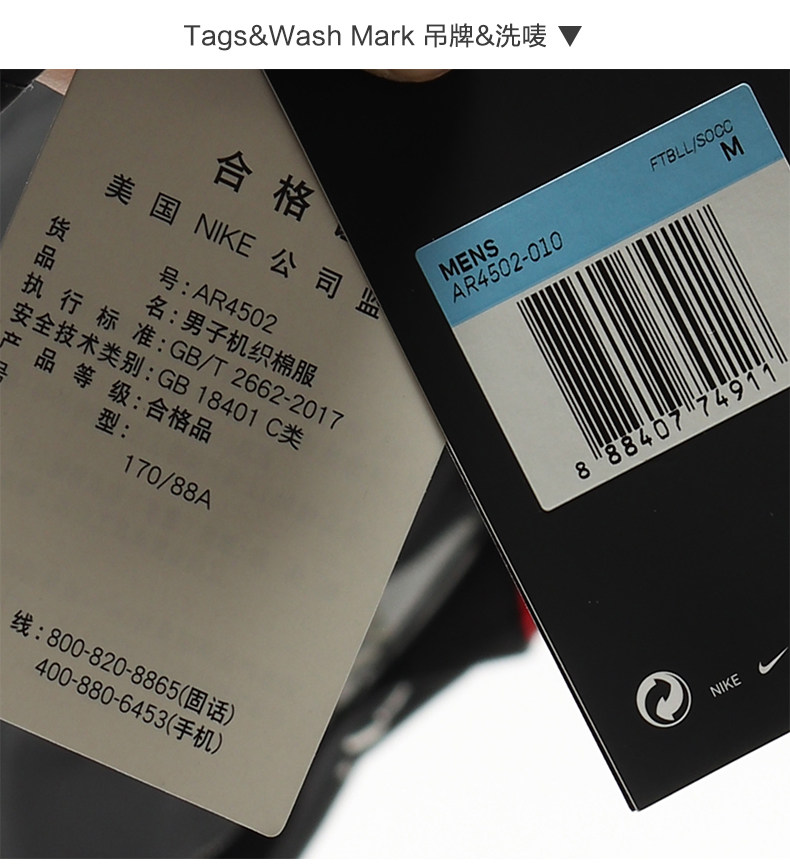 Tags&Wash Mark 吊牌&洗唛 ▼
合格
美国 NIKE 公司监
货号:AR4502
品名:男子机织棉服
执行标准:GB/T 2662-2017
安全技术类别:GB 18401 C类
产品等级:合格品
号型:
170/88A
线:800-820-8865(固话)
400-880-6453(手机)
FTBLL/SOCC
M
MENS
AR4502-010
8 88407 74911
NIKE